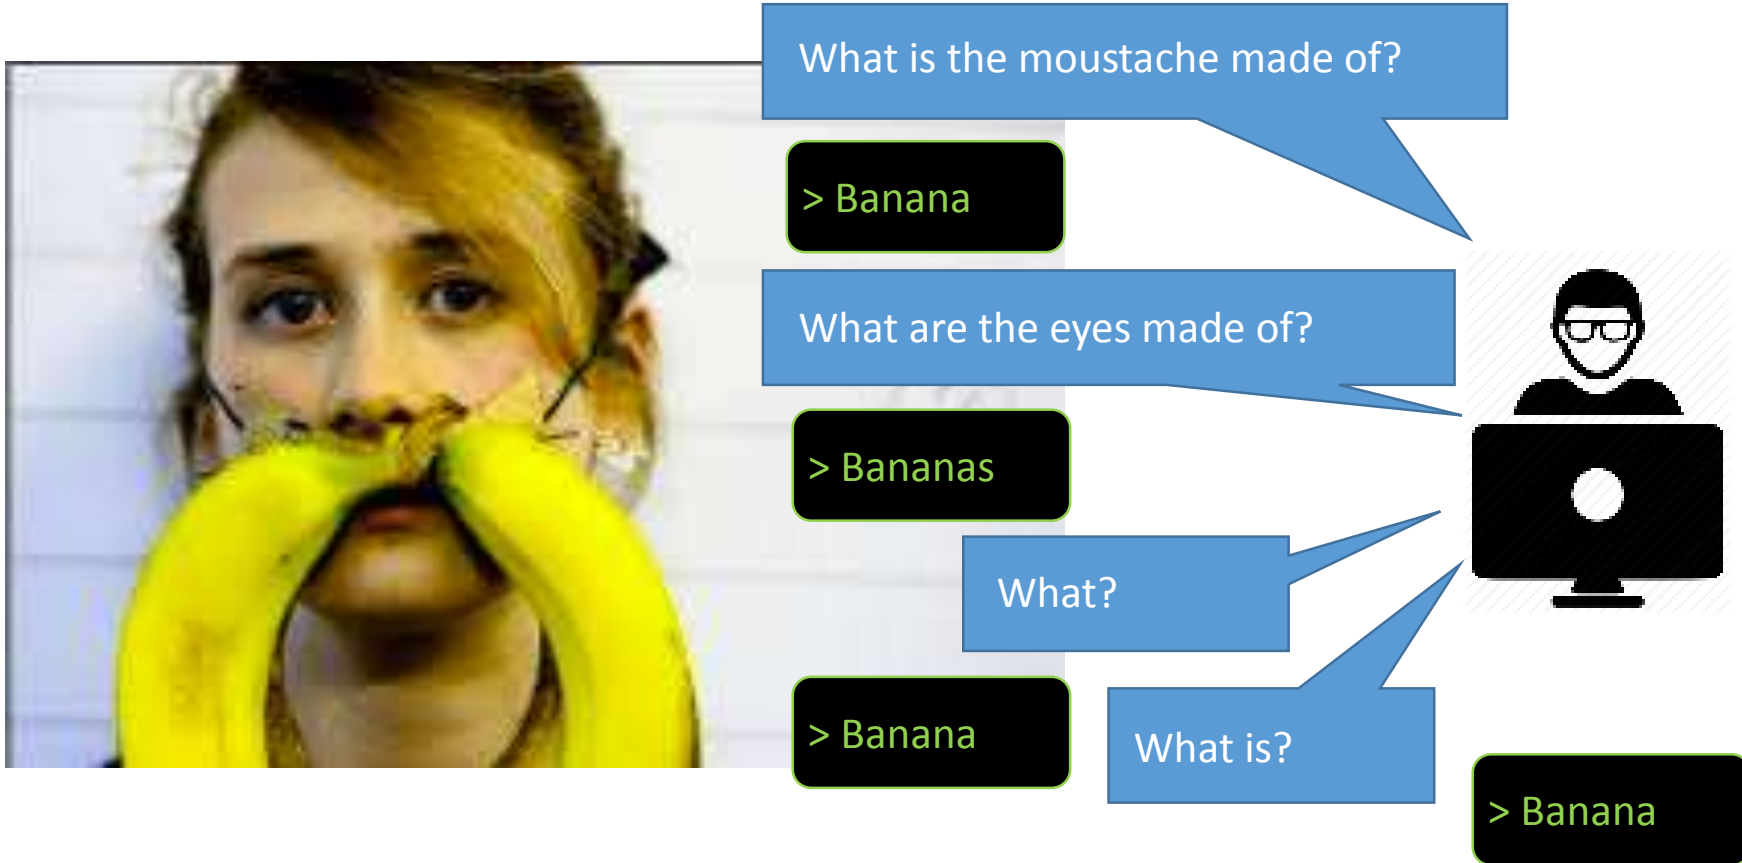 What is the moustache made of?
> Banana
What are the eyes made of?
> Bananas
What?
> Banana
What is?
> Banana